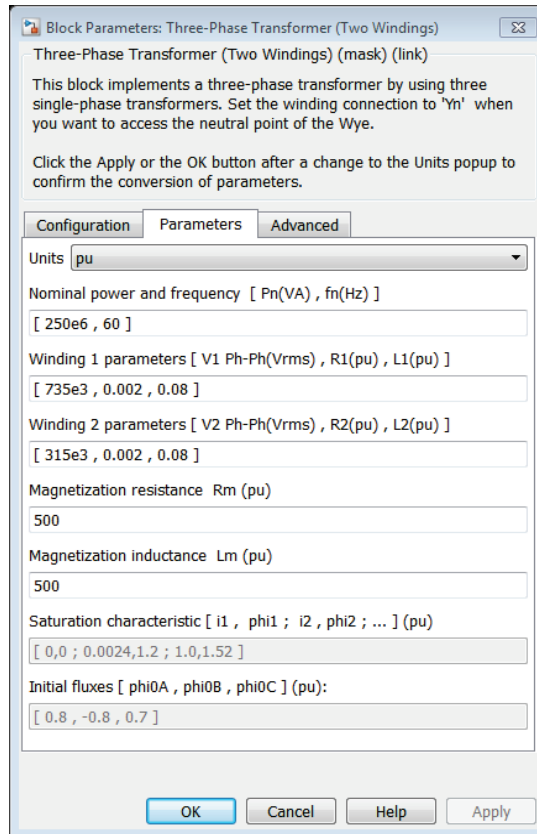 Block Parameters: Three-Phase Transformer (Two Windings)
Three-Phase Transformer (Two Windings) (mask) (link)
This block implements a three-phase transformer by using three
single-phase transformers. Set the winding connection to 'Yn' when
you want to access the neutral point of the Wye.
Click the Apply or the OK button after a change to the Units popup to
confirm the conversion of parameters.
Configuration Parameters Advanced
Units pu
Nominal power and frequency [ Pn(VA) , fn(Hz) ]
[ 250e6 , 60 ]
Winding 1 parameters [ V1 Ph-Ph(Vrms) , R1(pu) , L1(pu) ]
[ 735e3 , 0.002 , 0.08 ]
Winding 2 parameters [ V2 Ph-Ph(Vrms) , R2(pu) , L2(pu) ]
[ 315e3 , 0.002 , 0.08 ]
Magnetization resistance Rm (pu)
500
Magnetization inductance Lm (pu)
500
Saturation characteristic [ i1 , phi1 ; i2 , phi2 ; ... ] (pu)
[ 0,0 ; 0.0024,1.2 ; 1.0,1.52 ]
Initial fluxes [ phi0A , phi0B , phi0C ] (pu):
[ 0.8 , -0.8 , 0.7 ]
OK Cancel Help Apply